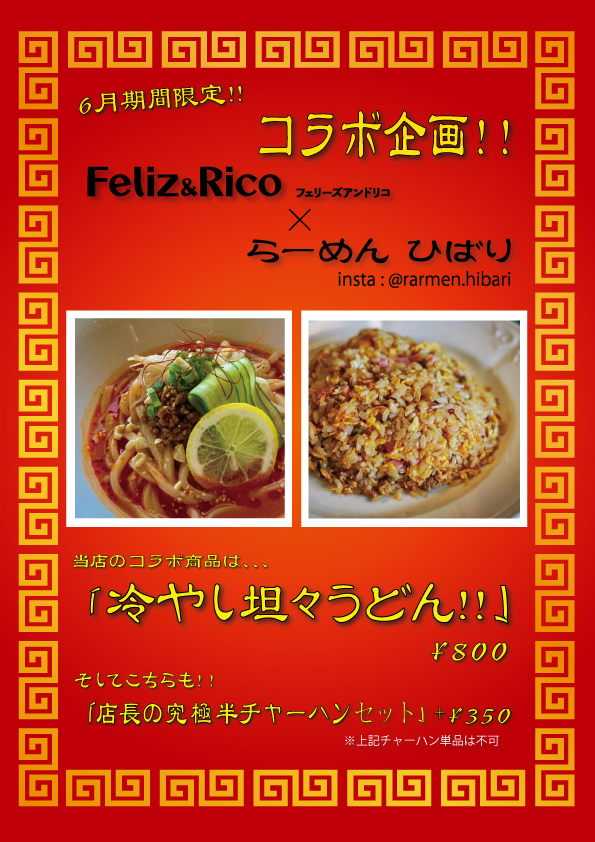 6月期間限定!!
コラボ企画!!
Feliz&Rico フェリーズアンドリコ
×
らーめん ひばり
insta : @rarmen.hibari
当店のコラボ商品は、、、
「冷やし坦々うどん!!」
¥800
そしてこちらも!!
「店長の究極半チャーハンセット」+¥350
※上記チャーハン単品は不可